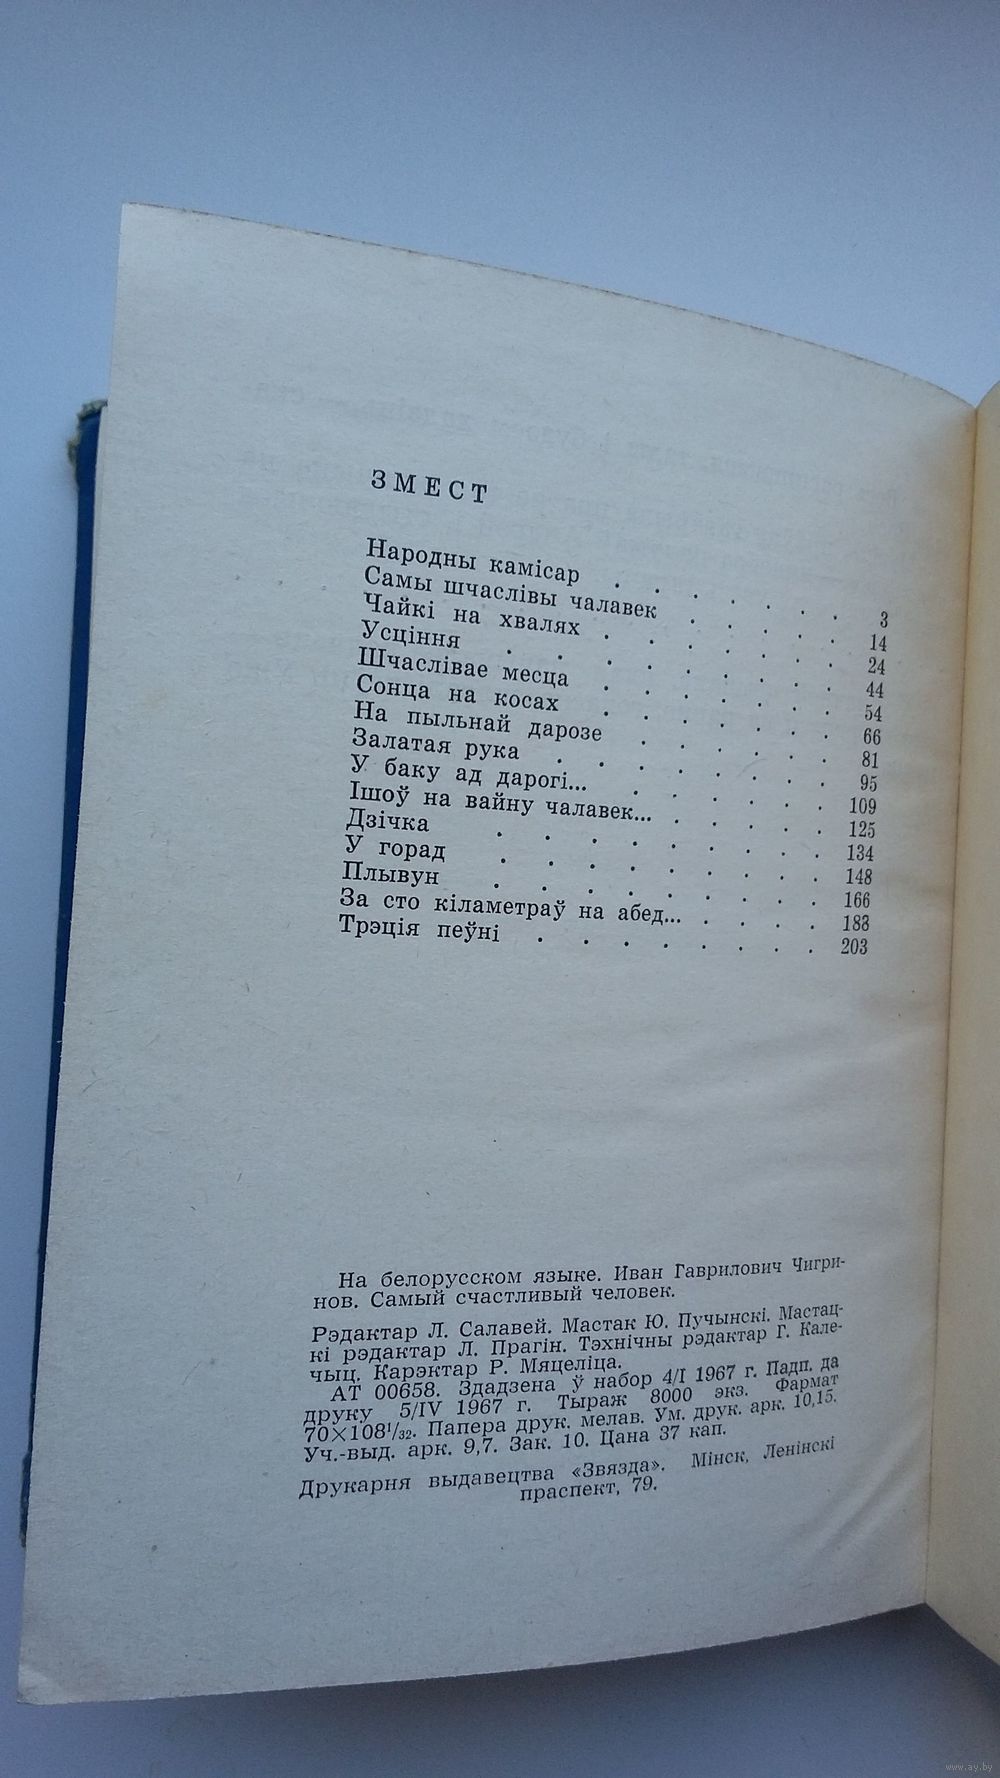 ЗМЕСТ
Народны камісар . . . . . . . 3
Самы шчаслівы чалавек . . . . . 14
Чайкі на хвалях . . . . . . 24
Усціння . . . . . . . . 44
Шчаслівае месца . . . . . . 54
Сонца на косах . . . . . . 66
На пыльнай дарозе . . . . . 81
Залатая рука . . . . . . . 95
У баку ад дарогі... . . . . . 109
Ішоў на вайну чалавек... . . . . 125
Дзічка . . . . . . . . 134
У горад . . . . . . . . 148
Плывун . . . . . . . . 166
За сто кіламетраў на абед... . . . 183
Трэція пеўні . . . . . . . 203
На белорусском языке. Иван Гаврилович Чигри-
нов. Самый счастливый человек.
Рэдактар Л. Салавей. Мастак Ю. Пучынскі. Мастац-
кі рэдактар Л. Прагін. Тэхнічны рэдактар Г. Кале-
чыц. Карэктар Р. Мяцеліца.
АТ 00658. Здадзена ў набор 4/I 1967 г. Падп. да
друку 5/IV 1967 г. Тыраж 8000 экз. Фармат
70×108¹/₃₂. Папера друк. мелав. Ум. друк. арк. 10,15.
Уч.-выд. арк. 9,7. Зак. 10. Цана 37 кап.
Друкарня выдавецтва «Звязда». Мінск, Ленінскі
праспект, 79.
www.ay.by